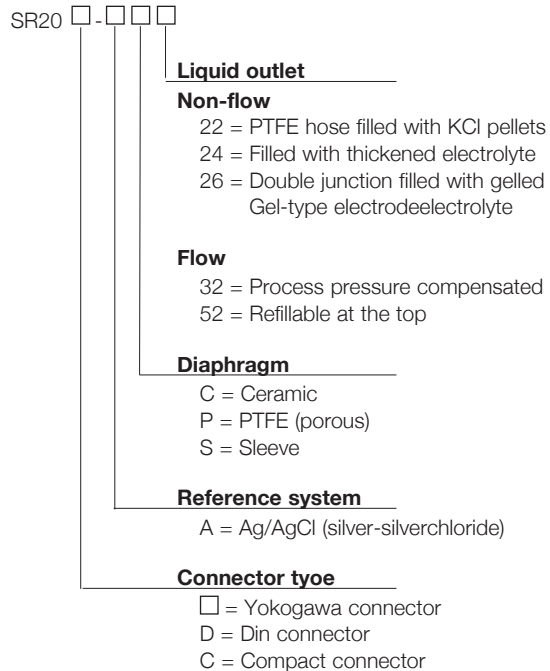 SR20 □ - □ □ □
Liquid outlet
Non-flow
22 = PTFE hose filled with KCl pellets
24 = Filled with thickened electrolyte
26 = Double junction filled with gelled
Gel-type electrodeelectrolyte
Flow
32 = Process pressure compensated
52 = Refillable at the top
Diaphragm
C = Ceramic
P = PTFE (porous)
S = Sleeve
Reference system
A = Ag/AgCl (silver-silverchloride)
Connector tyoe
□ = Yokogawa connector
D = Din connector
C = Compact connector